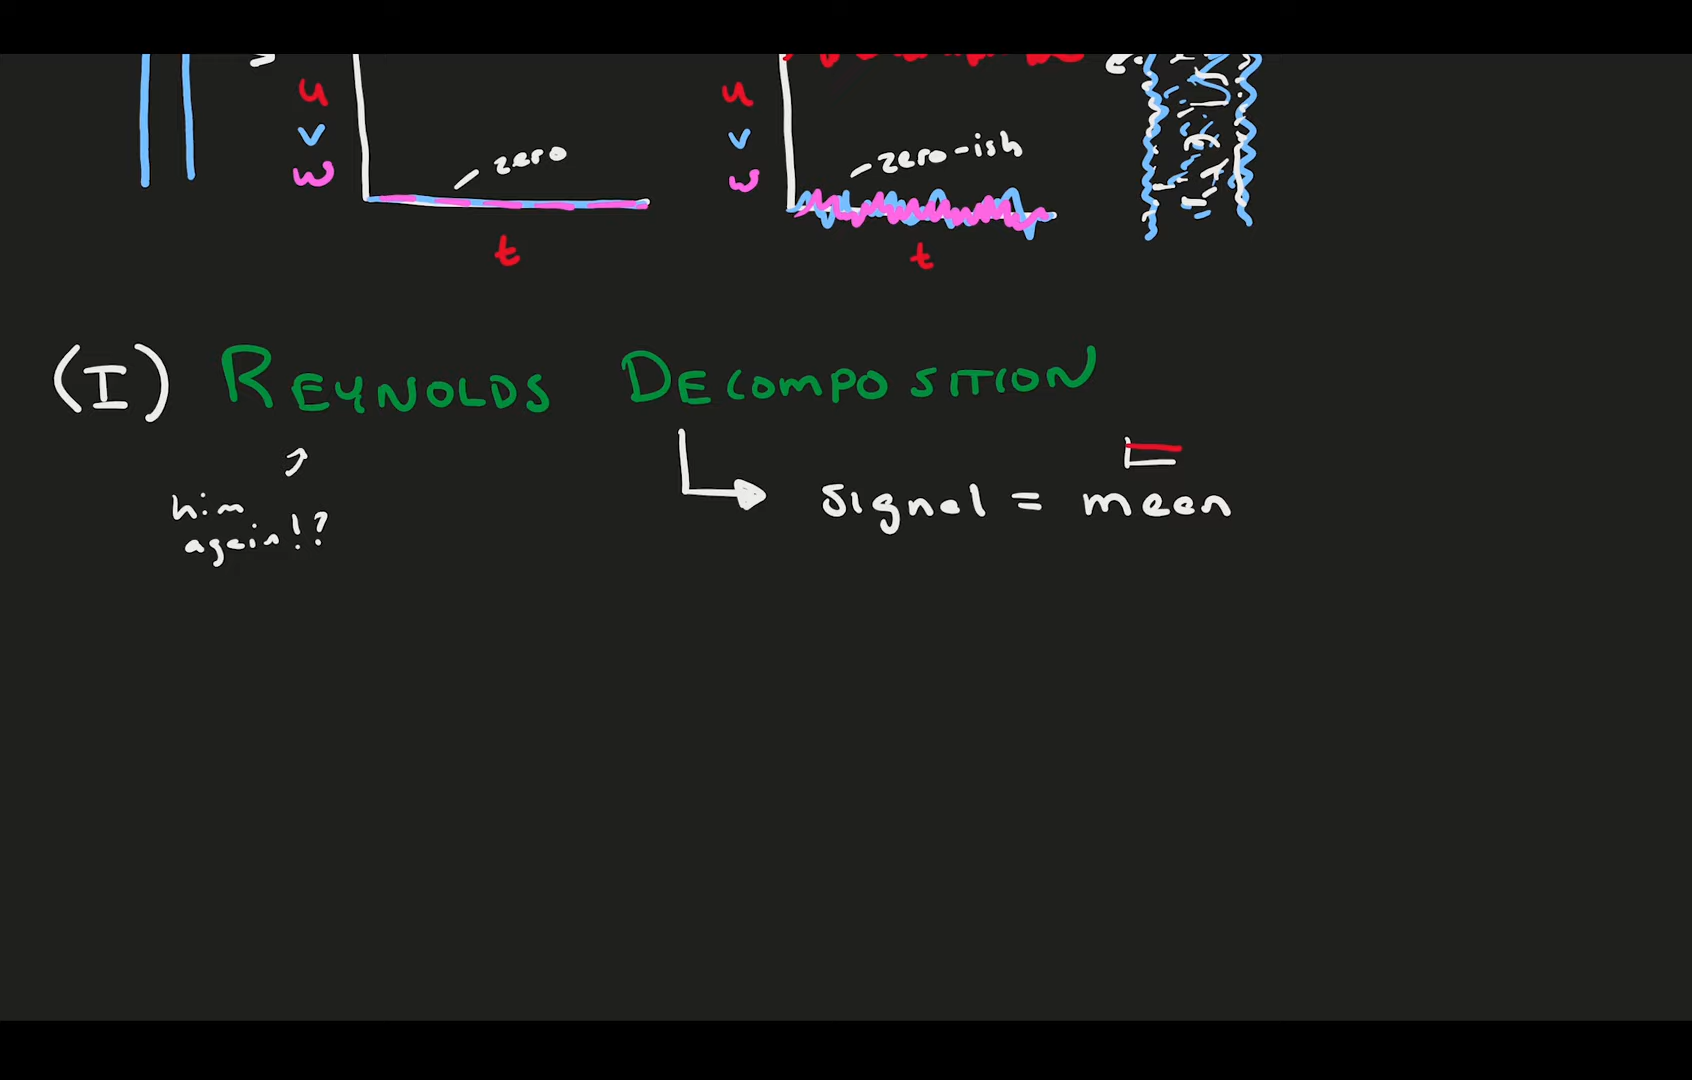 u
v
w
zero
t
u
v
w
zero-ish
t
(I) REYNOLDS DECOMPOSITION
him
again!?
signal = mean